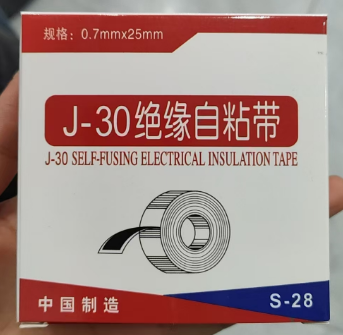 规格：0.7mmx25mm
J-30绝缘自粘带
J-30 SELF-FUSING ELECTRICAL INSULATION TAPE
中国制造
S-28